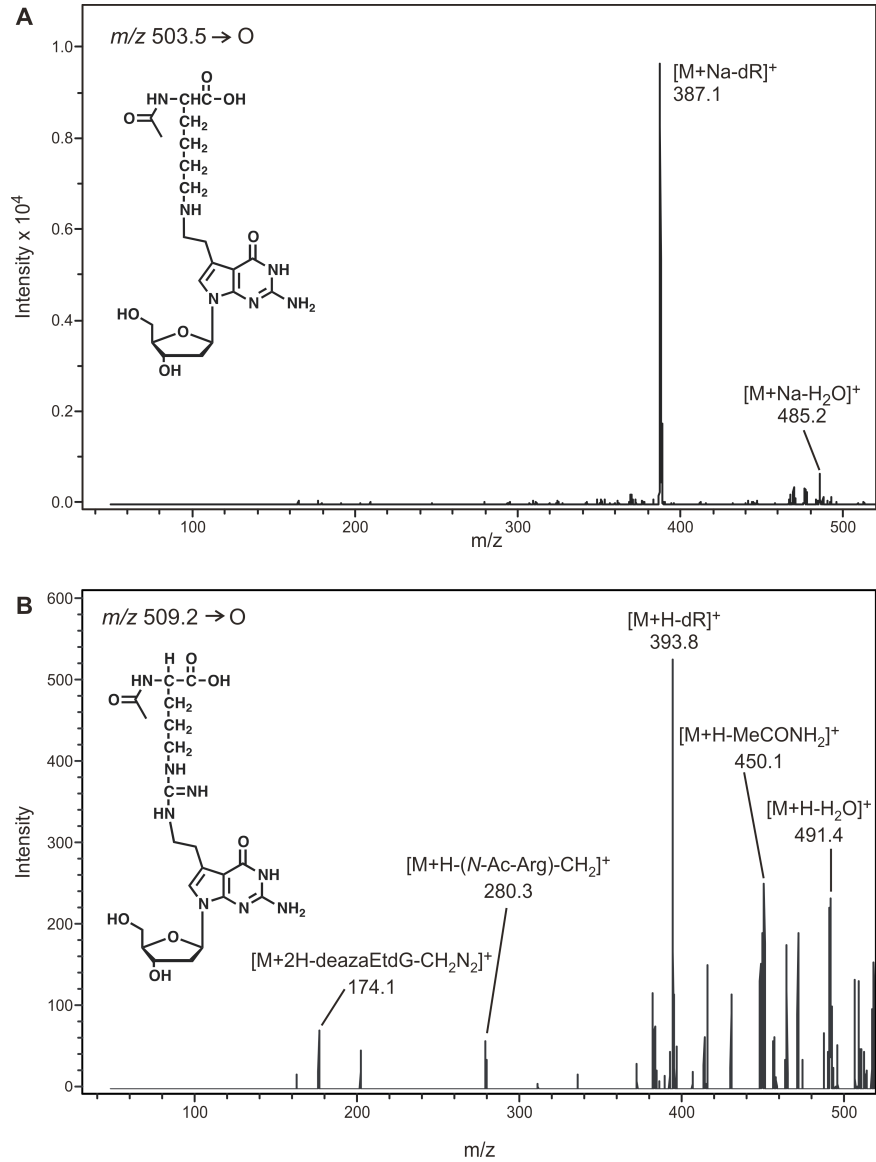 A
m/z 503.5 → O
[M+Na-dR]⁺
387.1
[M+Na-H₂O]⁺
485.2
O
HN CHC OH
O CH₂
CH₂
CH₂
CH₂
NH
O
NH
N N NH₂
HO O
OH
Intensity x 10⁴
1.0
0.8
0.6
0.4
0.2
0.0
100 200 300 400 500
m/z
B
m/z 509.2 → O
[M+H-dR]⁺
393.8
[M+H-MeCONH₂]⁺
450.1
[M+H-H₂O]⁺
491.4
[M+H-(N-Ac-Arg)-CH₂]⁺
280.3
[M+2H-deazaEtdG-CH₂N₂]⁺
174.1
H O
HN C C OH
O CH₂
CH₂
CH₂
NH
C=NH
HN
O
NH
N N NH₂
HO O
OH
Intensity
600
500
400
300
200
100
0
100 200 300 400 500
m/z